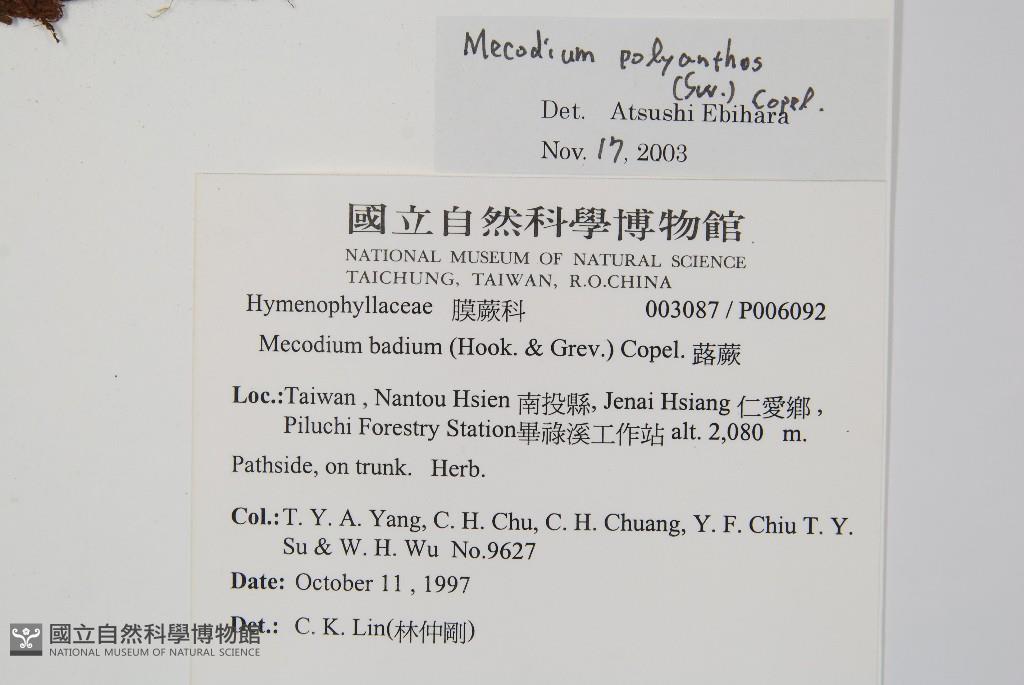 Mecodium polyanthos
(Sw.) Copel.
Det. Atsushi Ebihara
Nov. 17, 2003
國立自然科學博物館
NATIONAL MUSEUM OF NATURAL SCIENCE
TAICHUNG, TAIWAN, R.O.CHINA
Hymenophyllaceae 膜蕨科 003087 / P006092
Mecodium badium (Hook. & Grev.) Copel. 蕗蕨
Loc.:Taiwan , Nantou Hsien 南投縣, Jenai Hsiang 仁愛鄉 ,
Piluchi Forestry Station畢祿溪工作站 alt. 2,080 m.
Pathside, on trunk. Herb.
Col.: T. Y. A. Yang, C. H. Chu, C. H. Chuang, Y. F. Chiu T. Y.
Su & W. H. Wu No.9627
Date: October 11 , 1997
Det.: C. K. Lin(林仲剛)
國立自然科學博物館
NATIONAL MUSEUM OF NATURAL SCIENCE